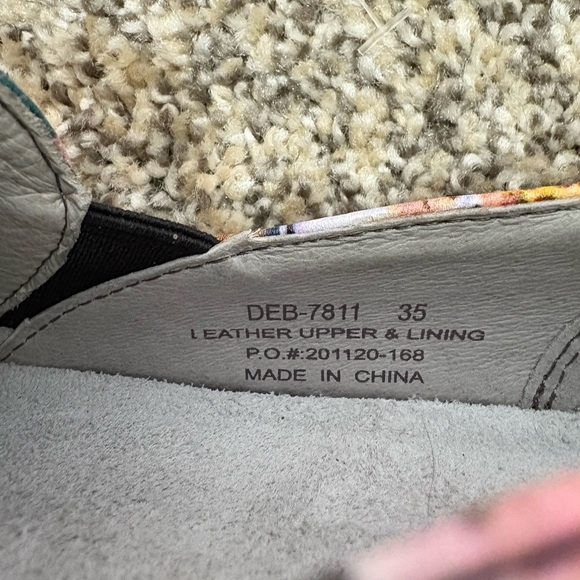 DEB-7811 35
LEATHER UPPER & LINING
P.O.#:201120-168
MADE IN CHINA